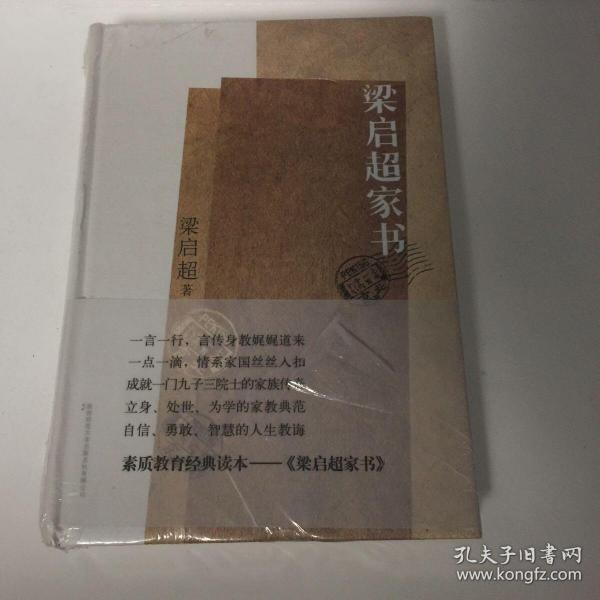 梁启超家书
梁启超 著
一言一行，言传身教娓娓道来
一点一滴，情系家国丝丝入扣
成就一门九子三院士的家族传奇
立身、处世、为学的家教典范
自信、勇敢、智慧的人生教诲
素质教育经典读本——《梁启超家书》
孔夫子旧书网
www.kongfz.com